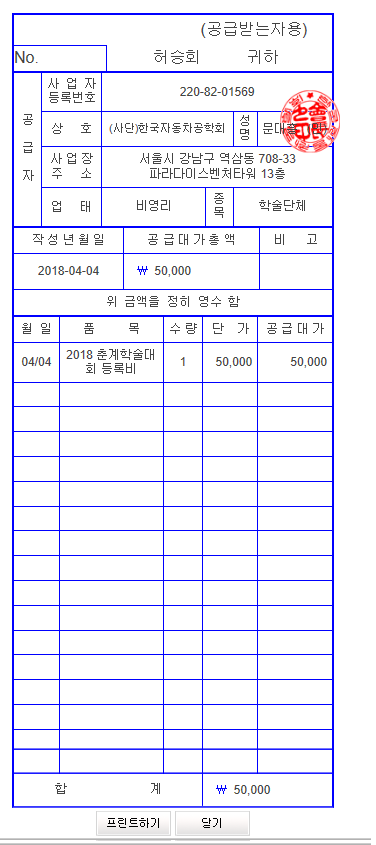 (공급받는자용)
No. 허승회 귀하
공급자
사 업 자
등록번호
220-82-01569
상 호
(사단)한국자동차공학회
성명
사 업 장
주 소
서울시 강남구 역삼동 708-33
파라다이스벤처타워 13층
업 태
비영리
종목
학술단체
작 성 년 월 일 공 급 대 가 총 액 비 고
2018-04-04 ₩ 50,000
위 금액을 정히 영수 함
월 일 품 목 수 량 단 가 공 급 대 가
04/04
2018 춘계학술대
회 등록비
1 50,000 50,000
합 계 ₩ 50,000
프린트하기 닫기